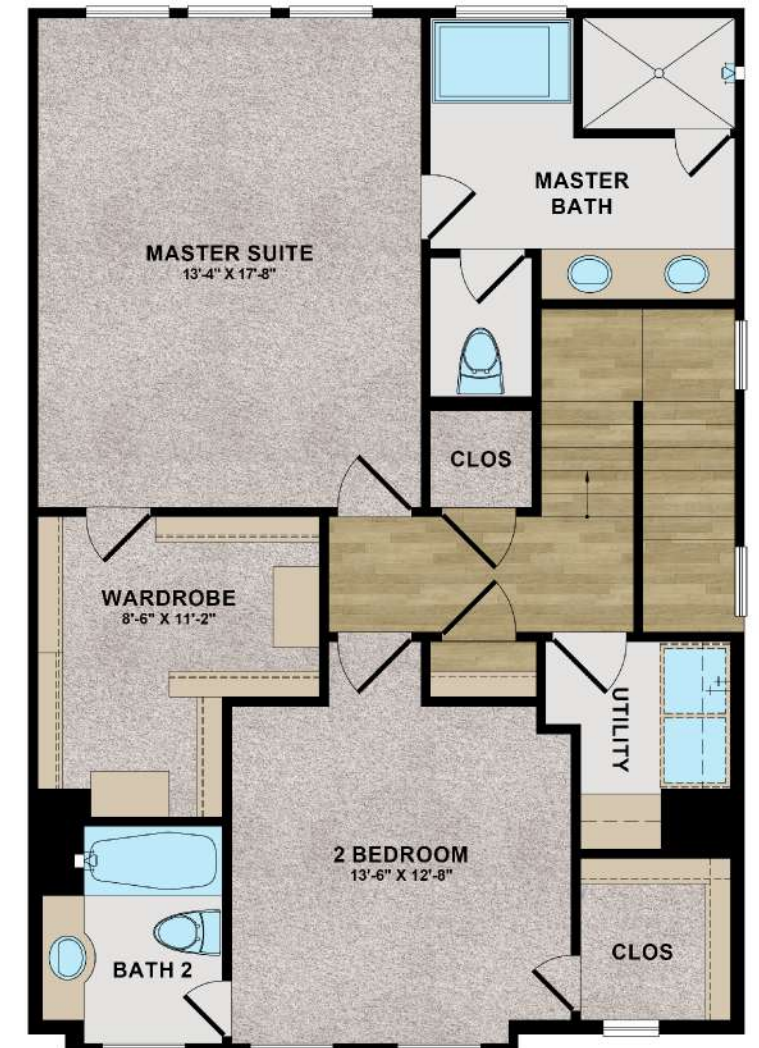 MASTER SUITE
13'-4" X 17'-8"
MASTER
BATH
CLOS
WARDROBE
8'-6" X 11'-2"
UTILITY
2 BEDROOM
13'-6" X 12'-8"
BATH 2
CLOS